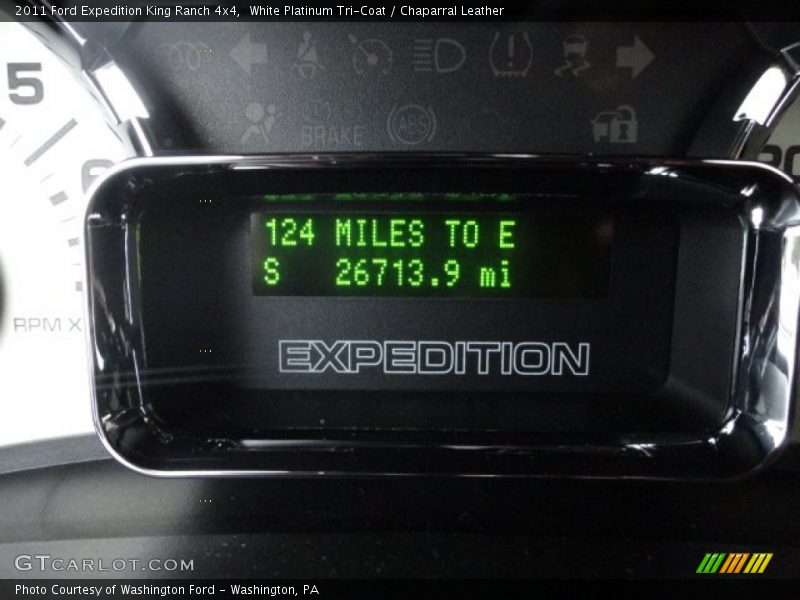 2011 Ford Expedition King Ranch 4x4,  White Platinum Tri-Coat / Chaparral Leather
5
6
BRAKE
ABS
RPM X
124 MILES TO E
S 26713.9 mi
EXPEDITION
GTCARLOT.COM
Photo Courtesy of Washington Ford - Washington, PA